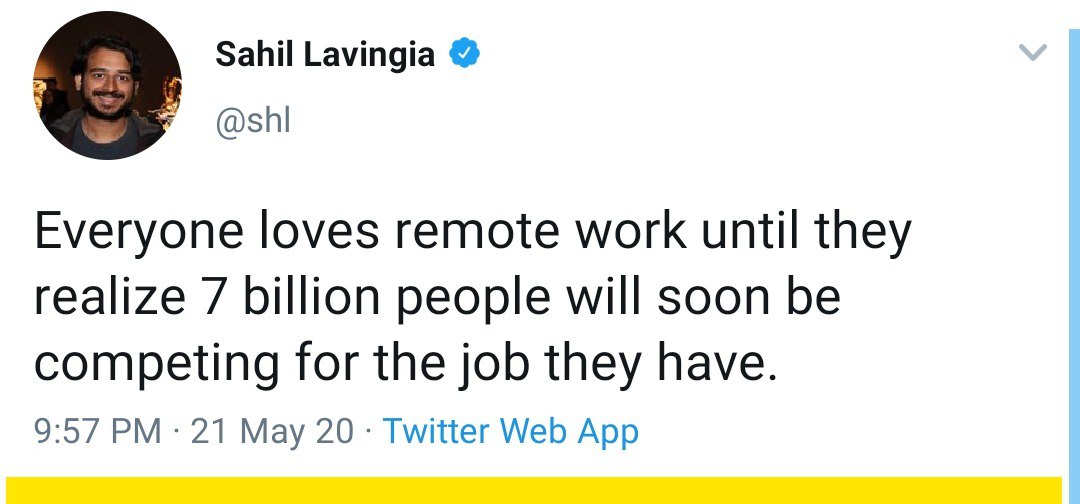 Sahil Lavingia
@shl
Everyone loves remote work until they
realize 7 billion people will soon be
competing for the job they have.
9:57 PM · 21 May 20 · Twitter Web App